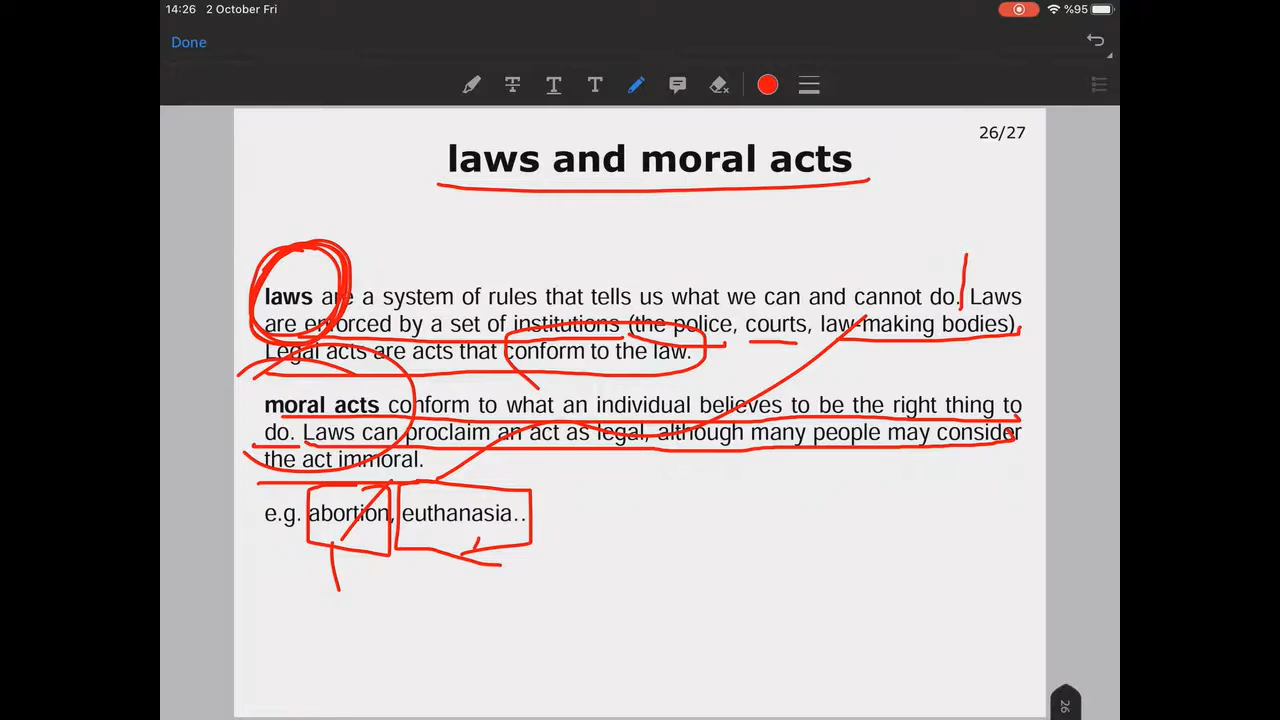 14:26 2 October Fri
%95
Done
T T T
26/27
laws and moral acts
laws are a system of rules that tells us what we can and cannot do. Laws
are enforced by a set of institutions (the police, courts, law-making bodies).
Legal acts are acts that conform to the law.
moral acts conform to what an individual believes to be the right thing to
do. Laws can proclaim an act as legal, although many people may consider
the act immoral.
e.g. abortion, euthanasia..
26